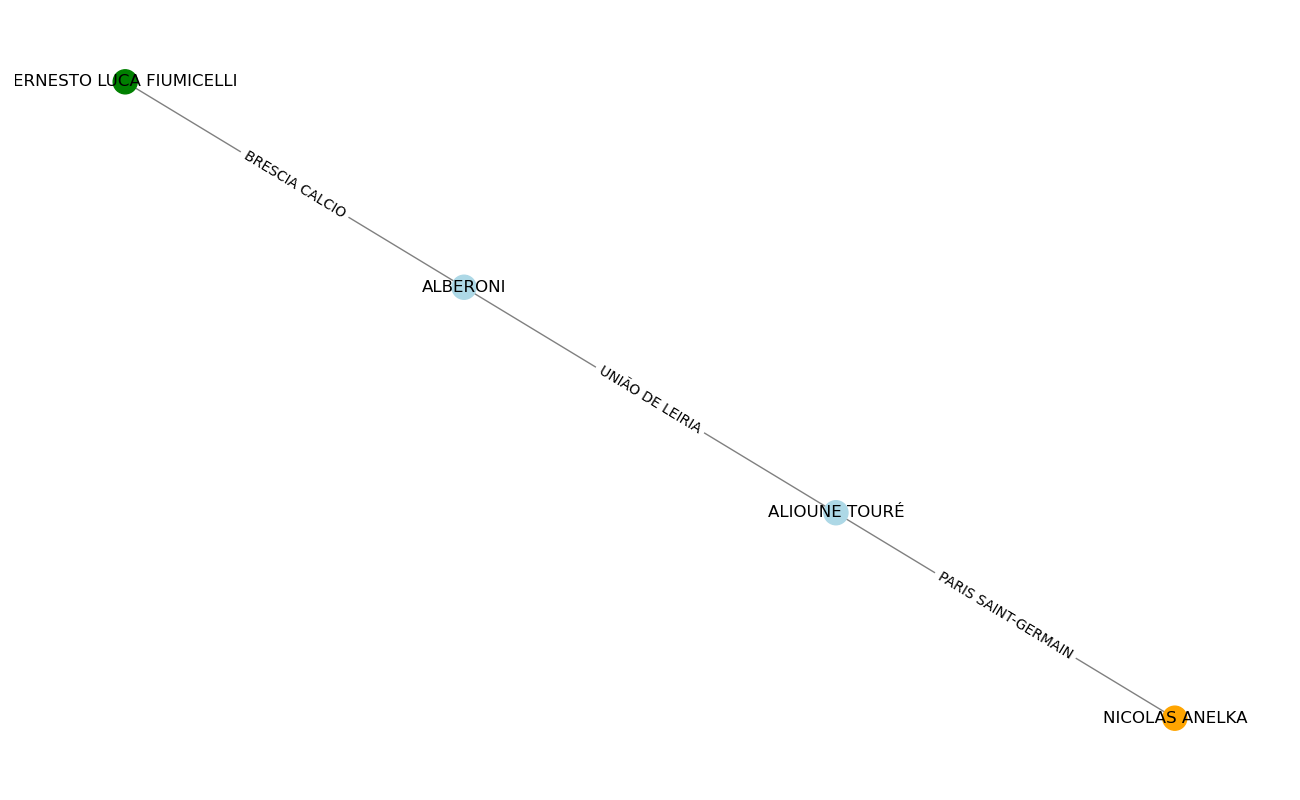 ERNESTO LUCA FIUMICELLI
BRESCIA CALCIO
ALBERONI
UNIÃO DE LEIRIA
ALIOUNE TOURÉ
PARIS SAINT-GERMAIN
NICOLAS ANELKA